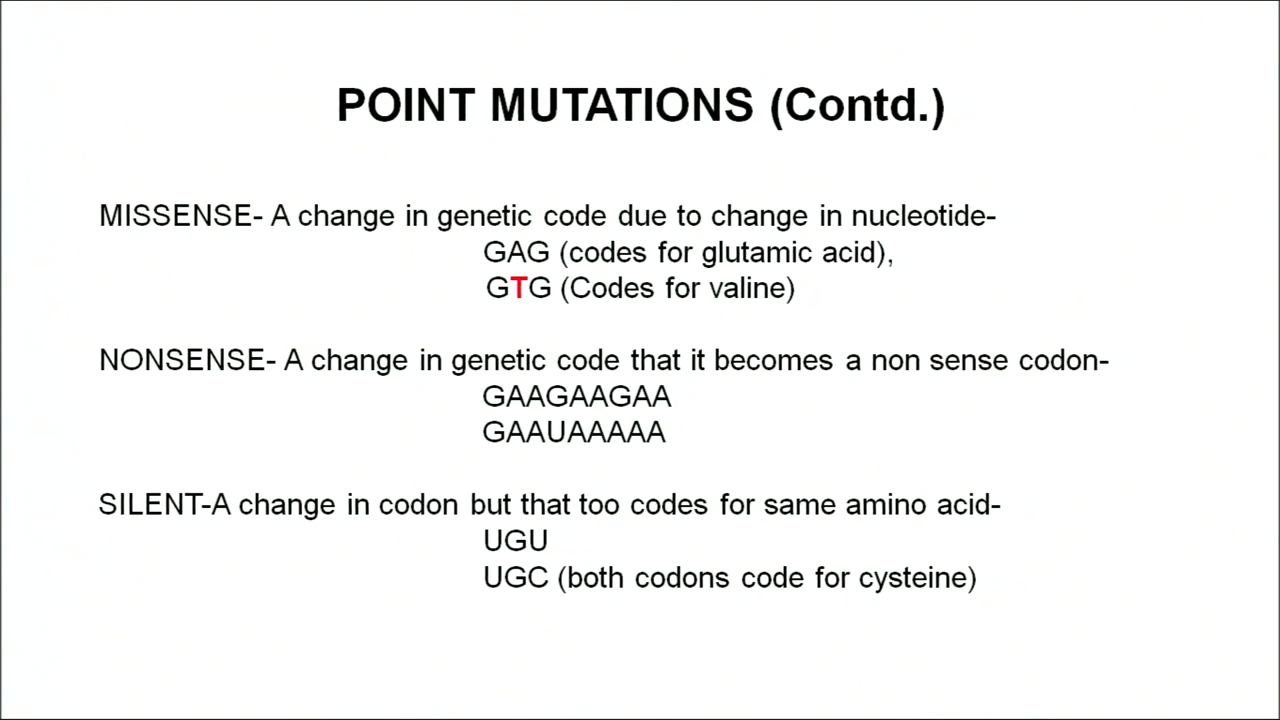 POINT MUTATIONS (Contd.)
MISSENSE- A change in genetic code due to change in nucleotide-
GAG (codes for glutamic acid),
GTG (Codes for valine)
NONSENSE- A change in genetic code that it becomes a non sense codon-
GAAGAAGAA
GAAUAAAAA
SILENT-A change in codon but that too codes for same amino acid-
UGU
UGC (both codons code for cysteine)